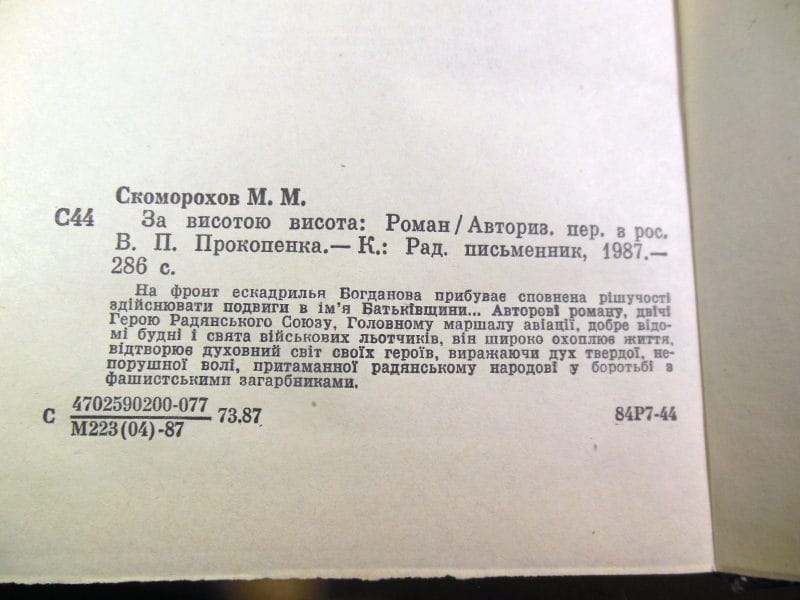 Скоморохов М. М.
С44 За висотою висота: Роман / Авториз. пер. з рос.
В. П. Прокопенка.— К.: Рад. письменник, 1987.—
286 с.
На фронт ескадрилья Богданова прибуває сповнена рішучості
здійснювати подвиги в ім'я Батьківщини... Авторові роману, двічі
Герою Радянського Союзу, Головному маршалу авіації, добре відо-
мі будні і свята військових льотчиків, він широко охоплює життя,
відтворює духовний світ своїх героїв, виражаючи дух твердої, не-
порушної волі, притаманної радянському народові у боротьбі з
фашистськими загарбниками.
С 4702590200-077 / М223(04)-87 73.87 84Р7-44